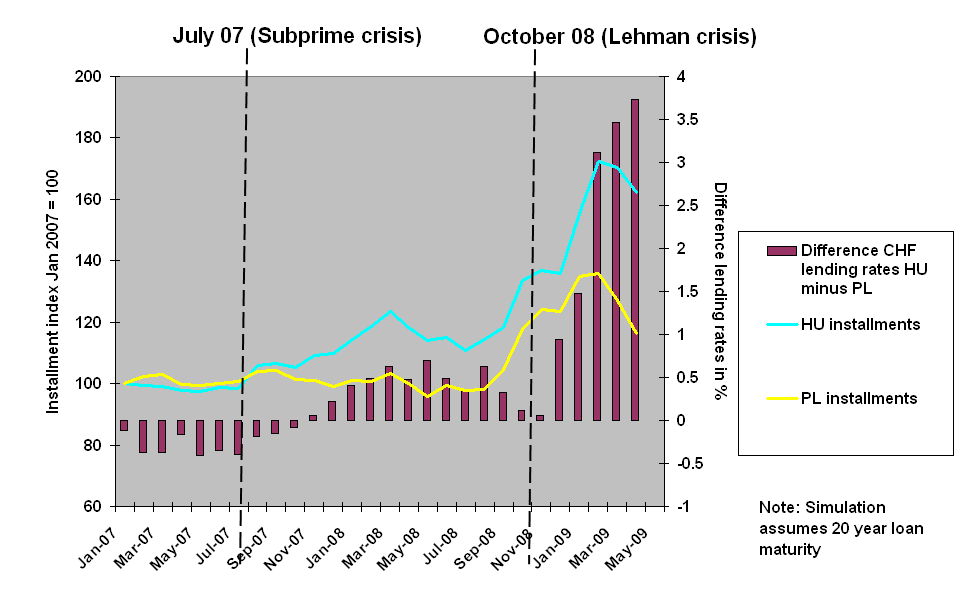 July 07 (Subprime crisis)
October 08 (Lehman crisis)
Installment index Jan 2007 = 100
200
180
160
140
120
100
80
60
4
3.5
3
2.5
2
1.5
1
0.5
0
-0.5
-1
Difference lending rates in %
Jan-07
Mar-07
May-07
Jul-07
Sep-07
Nov-07
Jan-08
Mar-08
May-08
Jul-08
Sep-08
Nov-08
Jan-09
Mar-09
May-09
Difference CHF
lending rates HU
minus PL
HU installments
PL installments
Note: Simulation
assumes 20 year loan
maturity